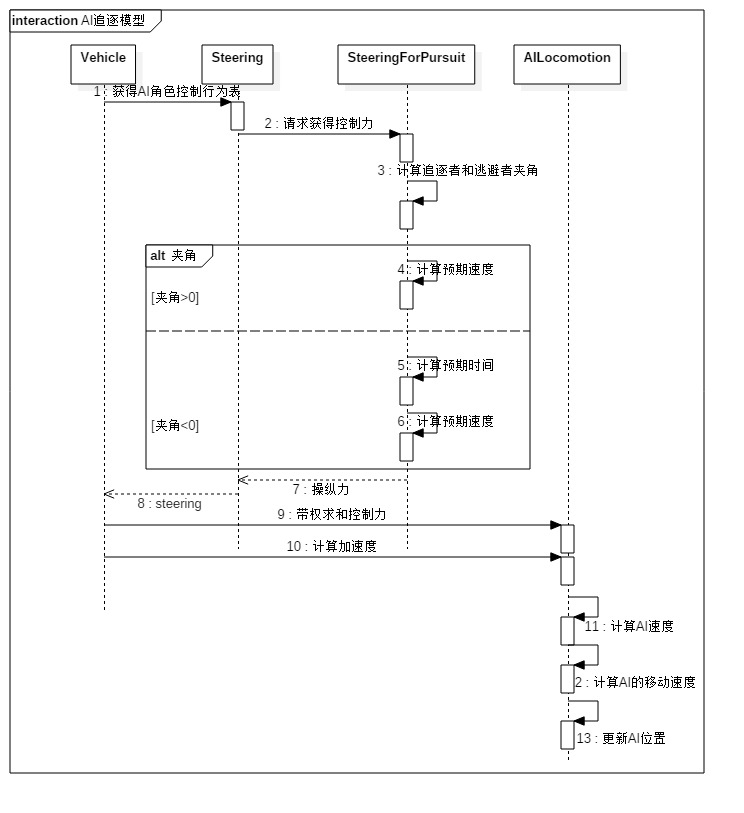 interaction AI追逐模型
Vehicle
Steering
SteeringForPursuit
AILocomotion
1 : 获得AI角色控制行为表
2 : 请求获得控制力
3 : 计算追逐者和逃避者夹角
alt 夹角
4 : 计算预期速度
[夹角>0]
5 : 计算预期时间
6 : 计算预期速度
[夹角<0]
7 : 操纵力
8 : steering
9 : 带权求和控制力
10 : 计算加速度
11 : 计算AI速度
2 : 计算AI的移动速度
13 : 更新AI位置